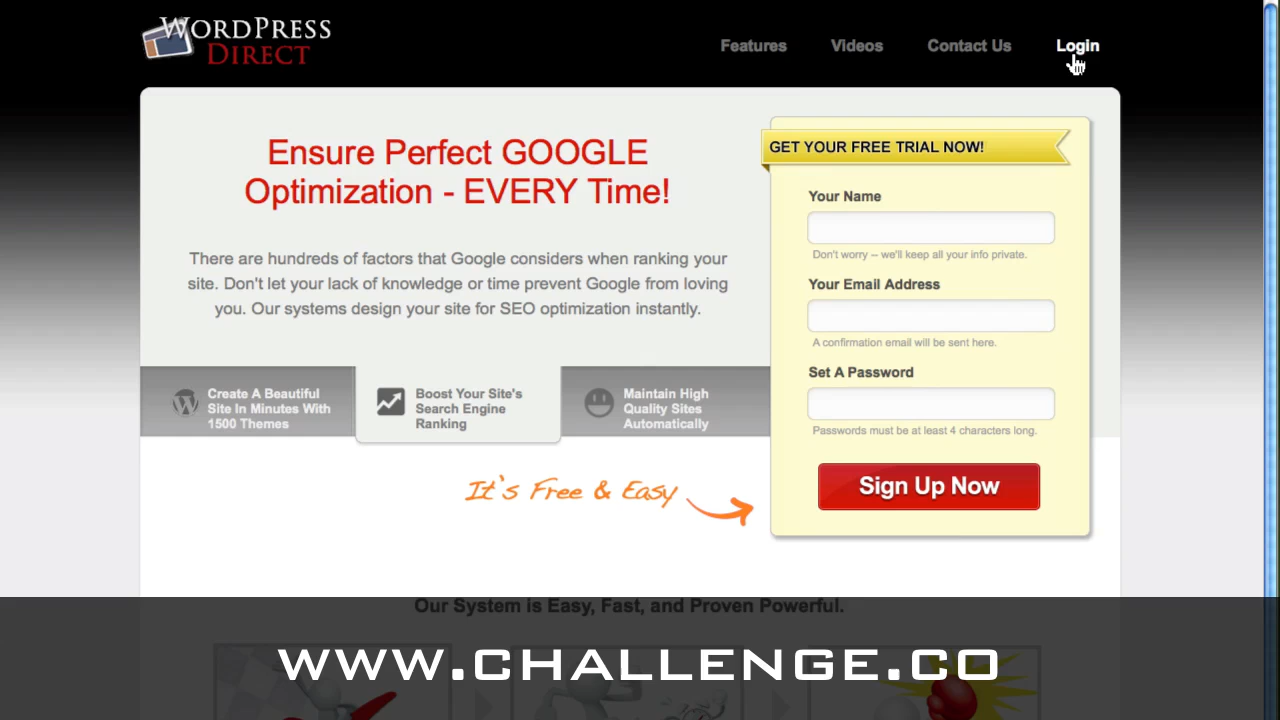 WORDPRESS
DIRECT
Features
Videos
Contact Us
Login
Ensure Perfect GOOGLE
Optimization - EVERY Time!
There are hundreds of factors that Google considers when ranking your
site. Don't let your lack of knowledge or time prevent Google from loving
you. Our systems design your site for SEO optimization instantly.
Create A Beautiful
Site In Minutes With
1500 Themes
Boost Your Site's
Search Engine
Ranking
Maintain High
Quality Sites
Automatically
It's Free & Easy
GET YOUR FREE TRIAL NOW!
Your Name
Don't worry – we'll keep all your info private.
Your Email Address
A confirmation email will be sent here.
Set A Password
Passwords must be at least 4 characters long.
Sign Up Now
Our System is Easy, Fast, and Proven Powerful.
WWW.CHALLENGE.CO